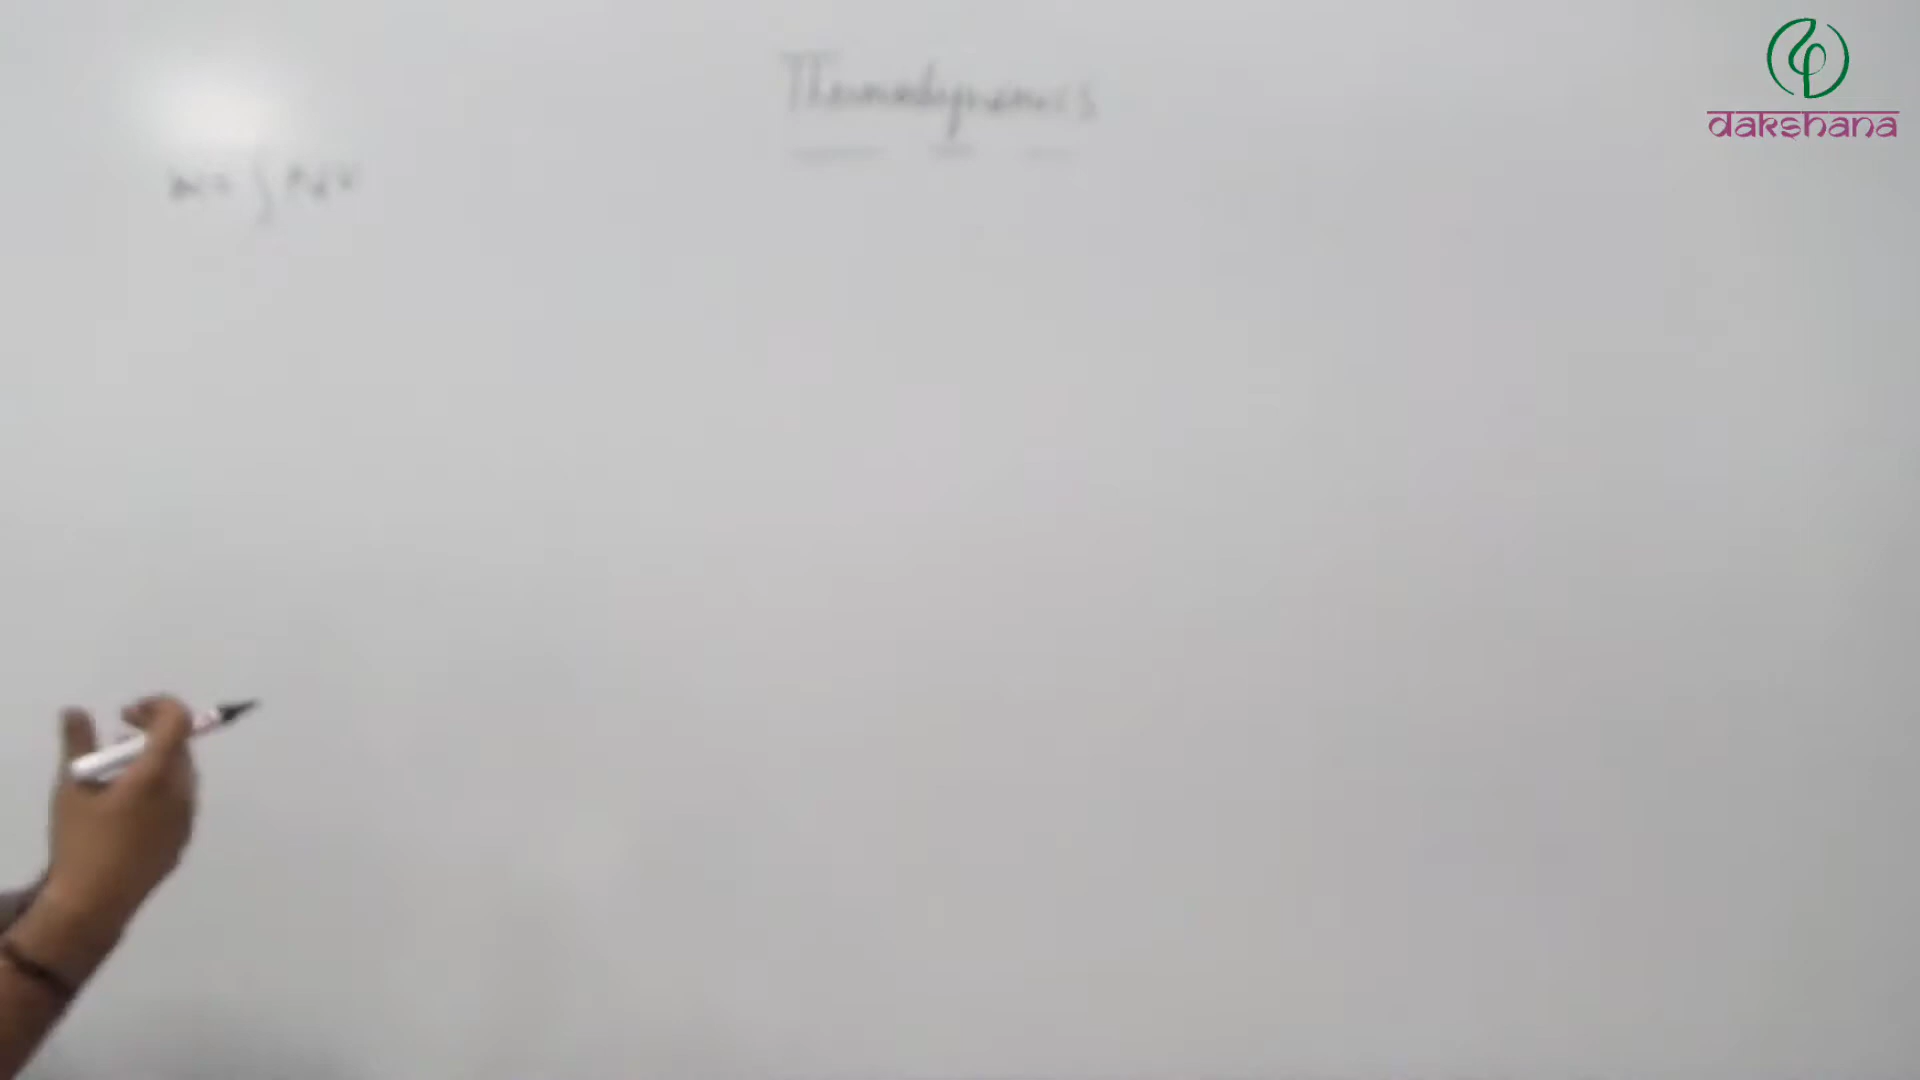 Thermodynamics
W = ∫ P d V
dakshana